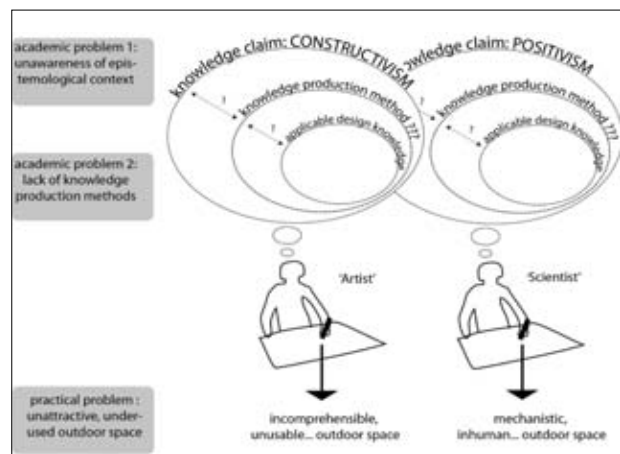 academic problem 1:
unawareness of epis-
temological context
knowledge claim: CONSTRUCTIVISM
knowledge production method ???
applicable design knowledge
?
?
owledge claim: POSITIVISM
knowledge production method ???
applicable design knowledge
?
?
academic problem 2:
lack of knowledge
production methods
'Artist'
'Scientist'
practical problem :
unattractive, under-
used outdoor space
incomprehensible,
unusable... outdoor space
mechanistic,
inhuman... outdoor space